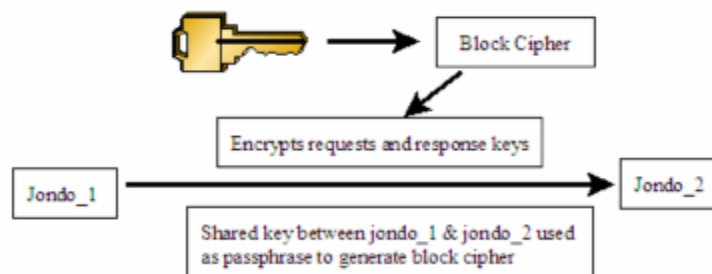 Block Cipher
Encrypts requests and response keys
Jondo_1
Jondo_2
Shared key between jondo_1 & jondo_2 used
as passphrase to generate block cipher